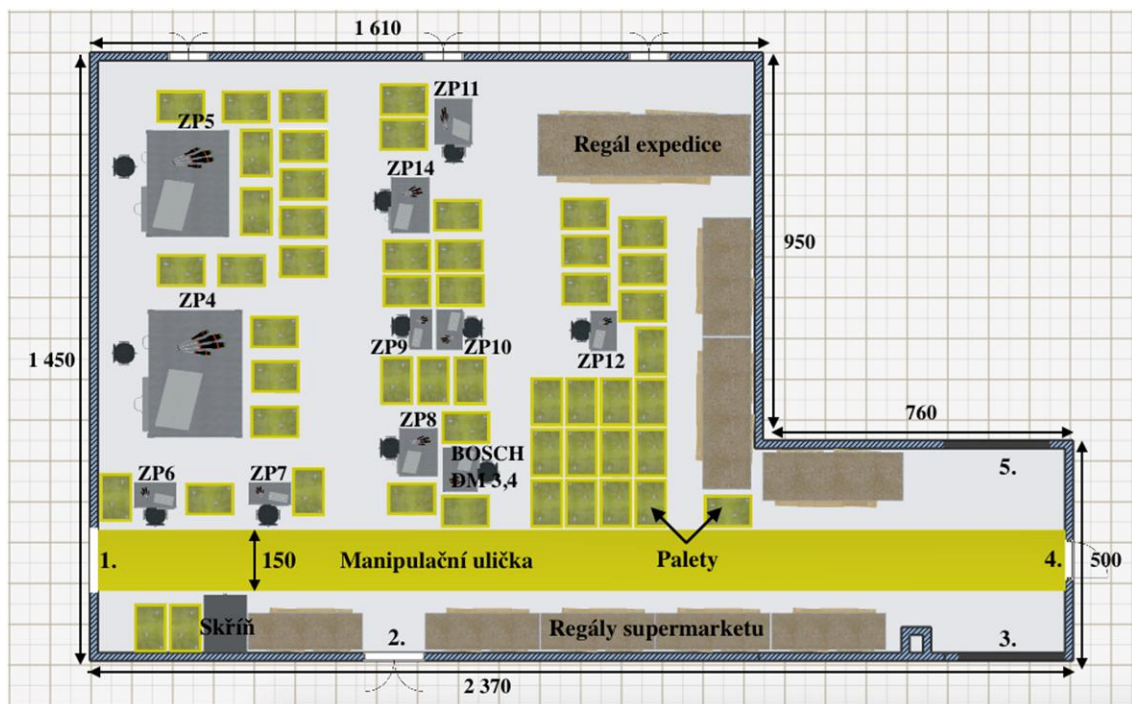 1 610
ZP11
ZP5
Regál expedice
ZP14
950
ZP4
1 450
ZP9
ZP10
ZP12
760
ZP8
BOSCH
DM 3,4
ZP6
ZP7
5.
1.
150
Manipulační ulička
Palety
4.
500
Skříň
2.
Regály supermarketu
3.
2 370